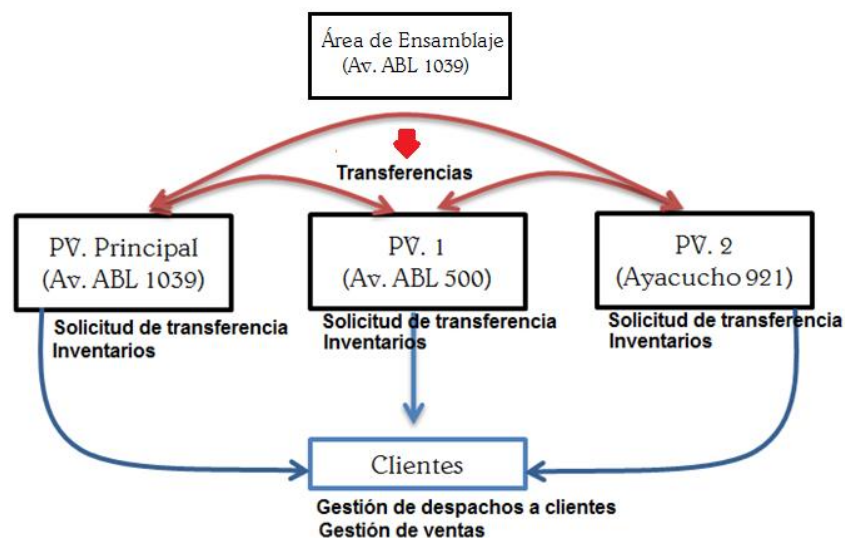 Área de Ensamblaje
(Av. ABL 1039)
Transferencias
PV. Principal
(Av. ABL 1039)
PV. 1
(Av. ABL 500)
PV. 2
(Ayacucho 921)
Solicitud de transferencia
Inventarios
Solicitud de transferencia
Inventarios
Solicitud de transferencia
Inventarios
Clientes
Gestión de despachos a clientes
Gestión de ventas